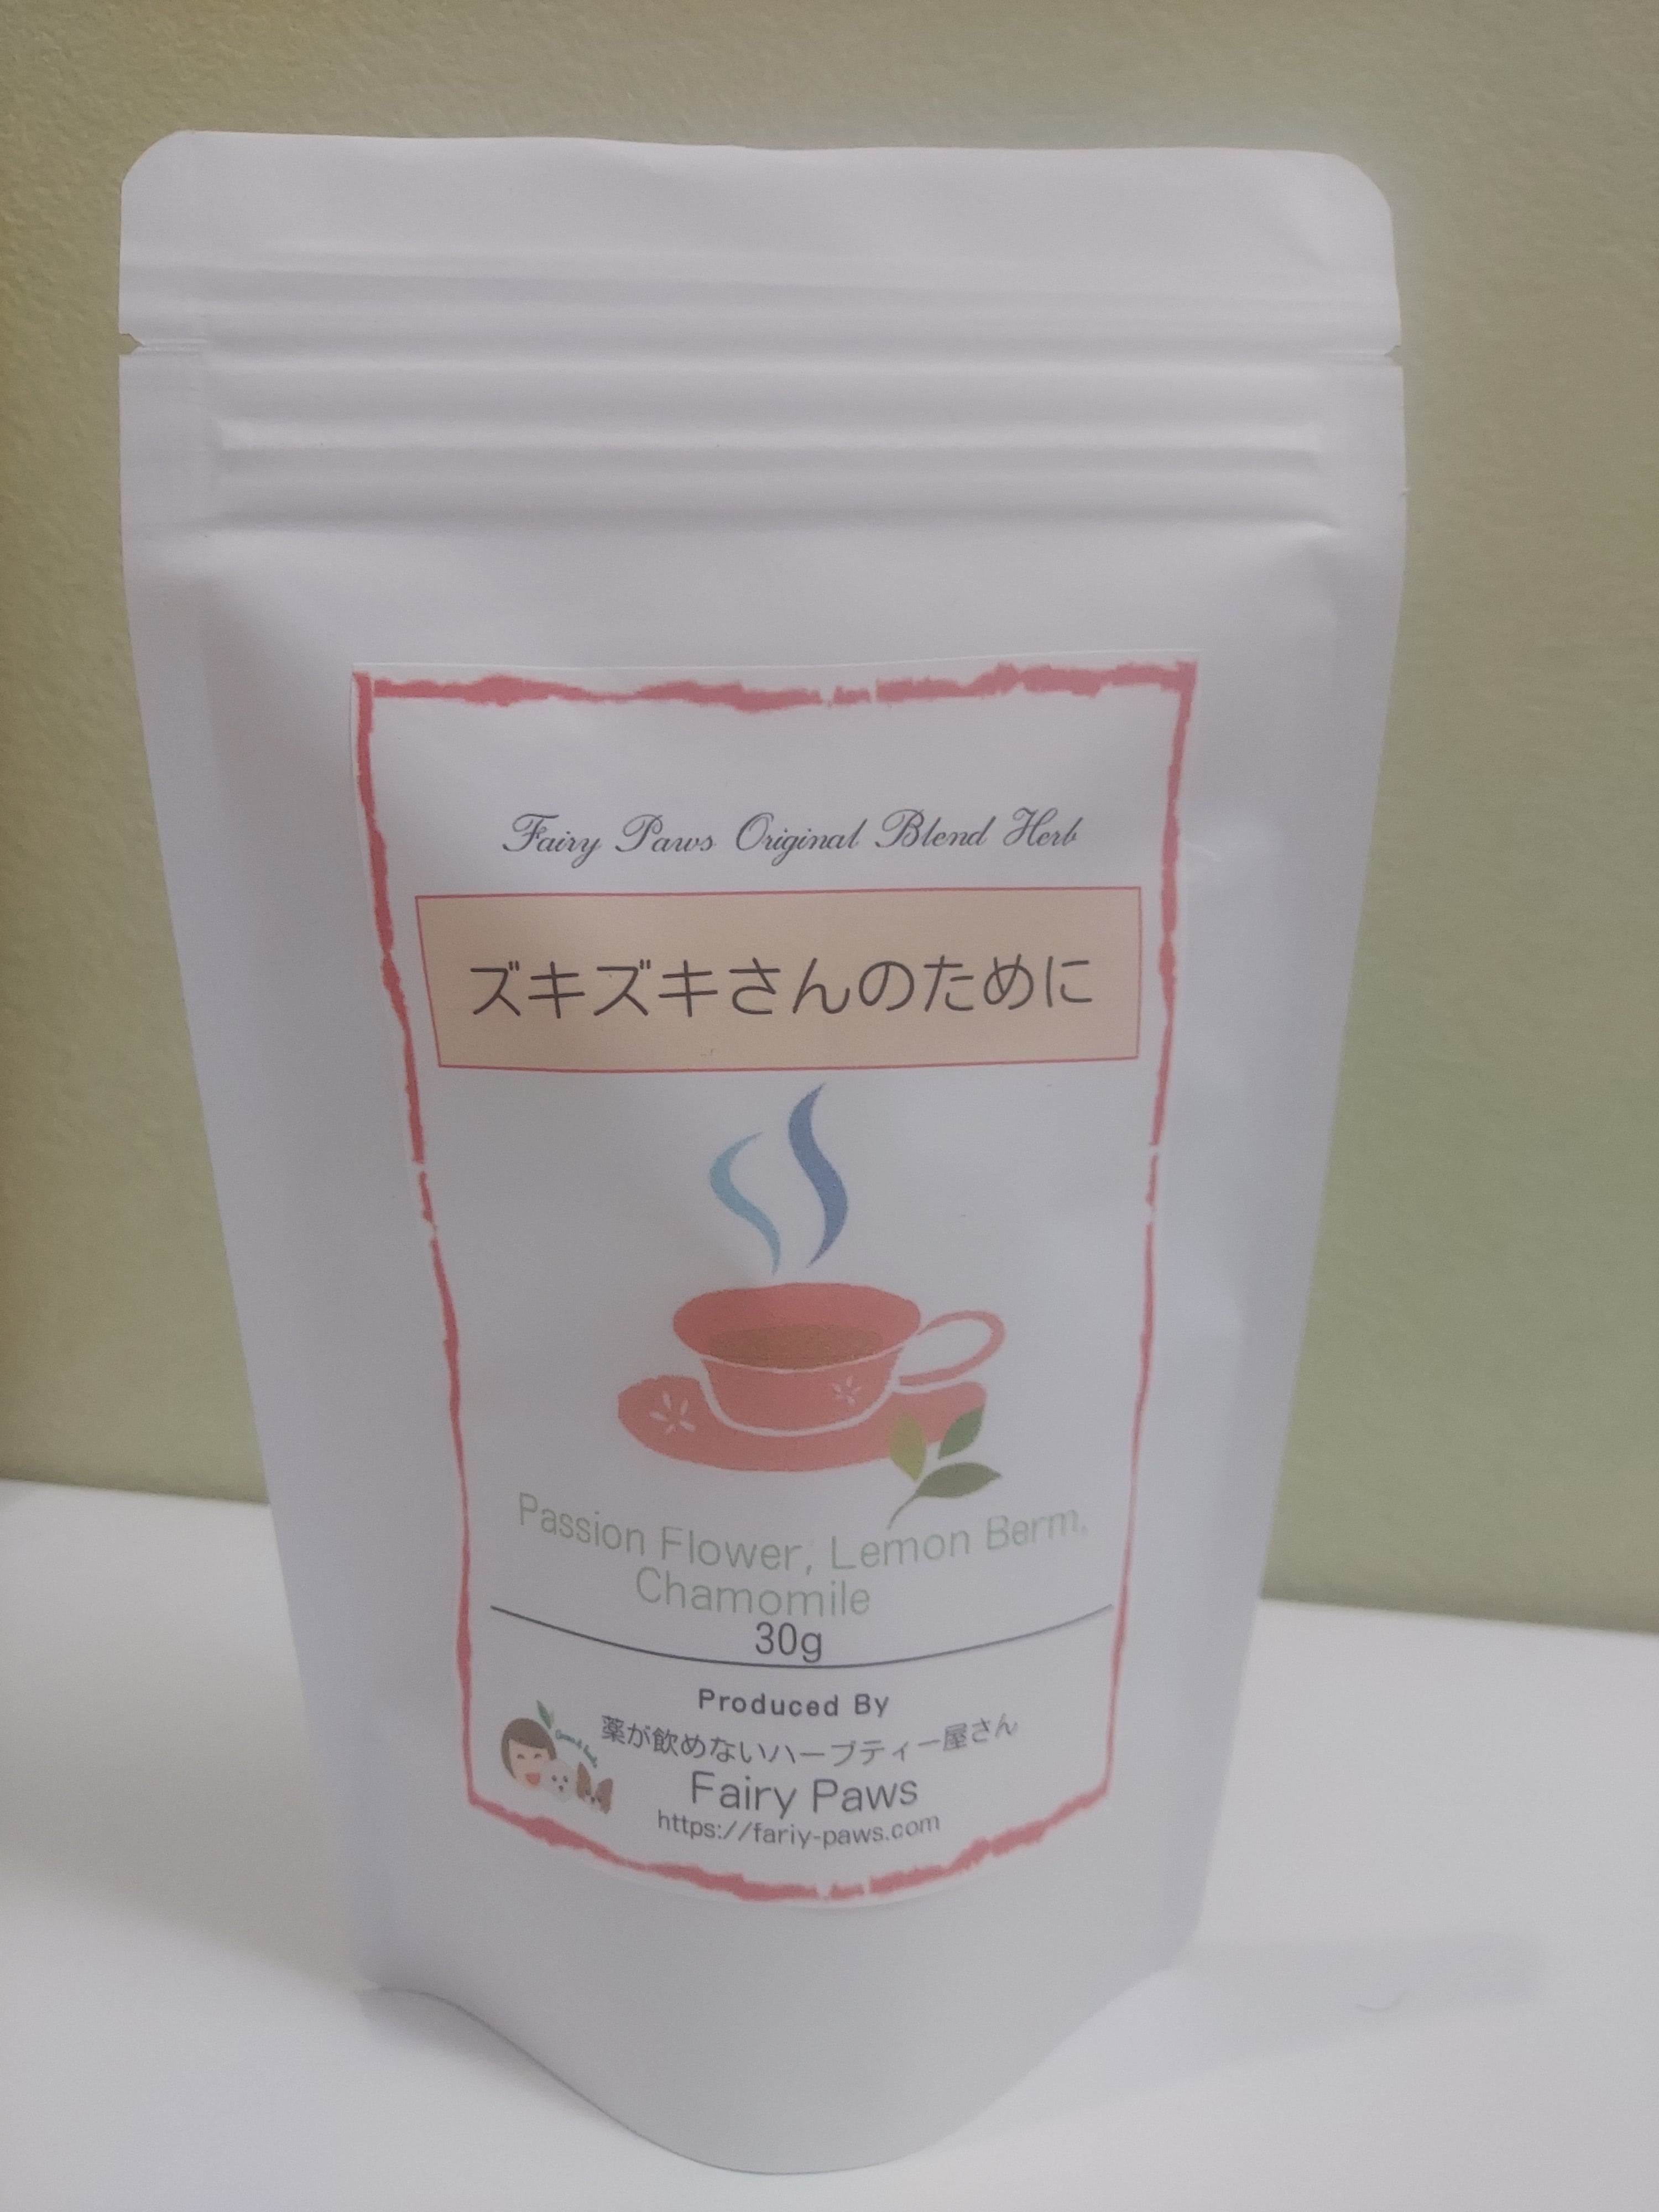 Fairy Paws Original Blend Herb
ズキズキさんのために
Passion Flower, Lemon Berm,
Chamomile
30g
Produced By
薬が飲めないハーブティー屋さん
Fairy Paws
https://fariy-paws.com